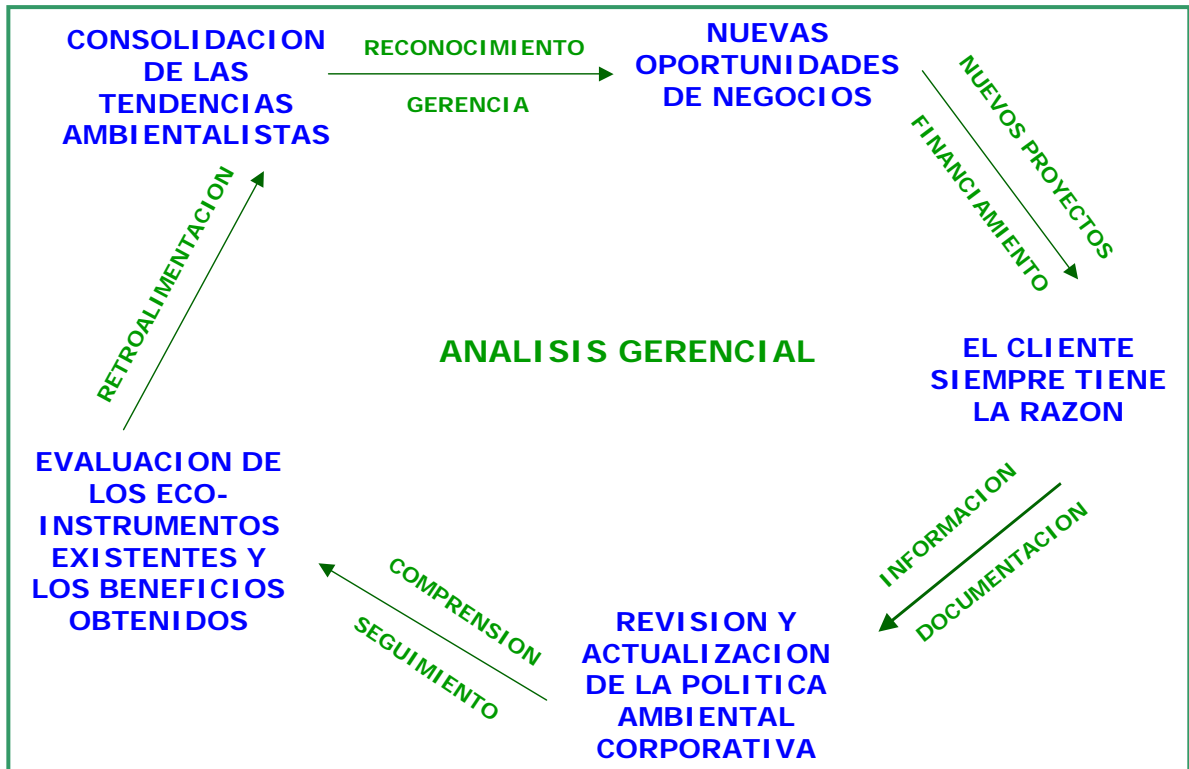 CONSOLIDACION
DE LAS
TENDENCIAS
AMBIENTALISTAS
RECONOCIMIENTO
GERENCIA
NUEVAS
OPORTUNIDADES
DE NEGOCIOS
NUEVOS PROYECTOS
FINANCIAMIENTO
EL CLIENTE
SIEMPRE TIENE
LA RAZON
INFORMACION
DOCUMENTACION
REVISION Y
ACTUALIZACION
DE LA POLITICA
AMBIENTAL
CORPORATIVA
COMPRENSION
SEGUIMIENTO
EVALUACION DE
LOS ECO-
INSTRUMENTOS
EXISTENTES Y
LOS BENEFICIOS
OBTENIDOS
RETROALIMENTACION
ANALISIS GERENCIAL